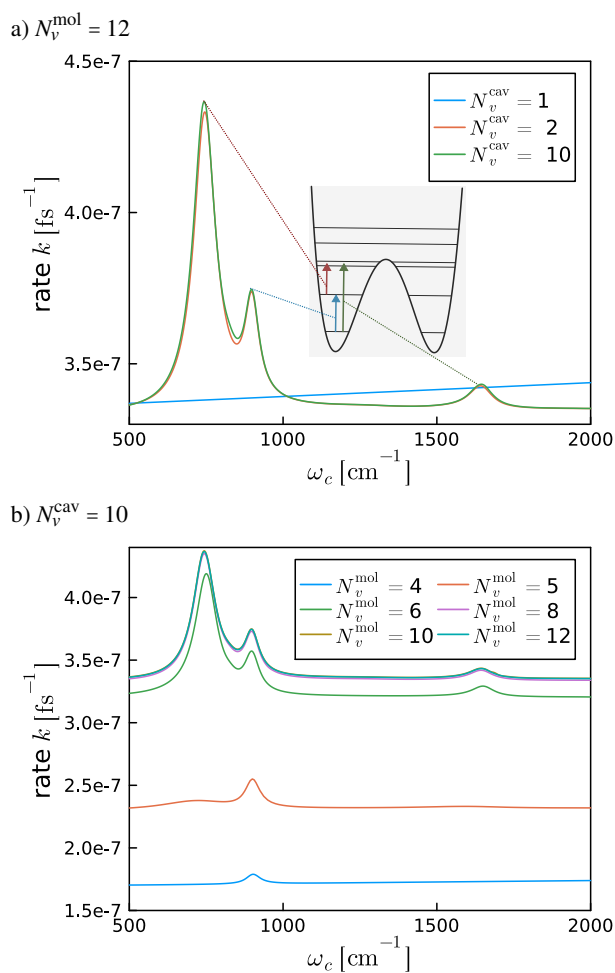 a) N_v^mol = 12
4.5e-7
4.0e-7
3.5e-7
rate k [fs^−1]
N_v^cav = 1
N_v^cav = 2
N_v^cav = 10
500 1000 1500 2000
ω_c [cm^−1]
b) N_v^cav = 10
4.0e-7
3.5e-7
3.0e-7
2.5e-7
2.0e-7
1.5e-7
rate k [fs^−1]
N_v^mol = 4 N_v^mol = 5
N_v^mol = 6 N_v^mol = 8
N_v^mol = 10 N_v^mol = 12
500 1000 1500 2000
ω_c [cm^−1]